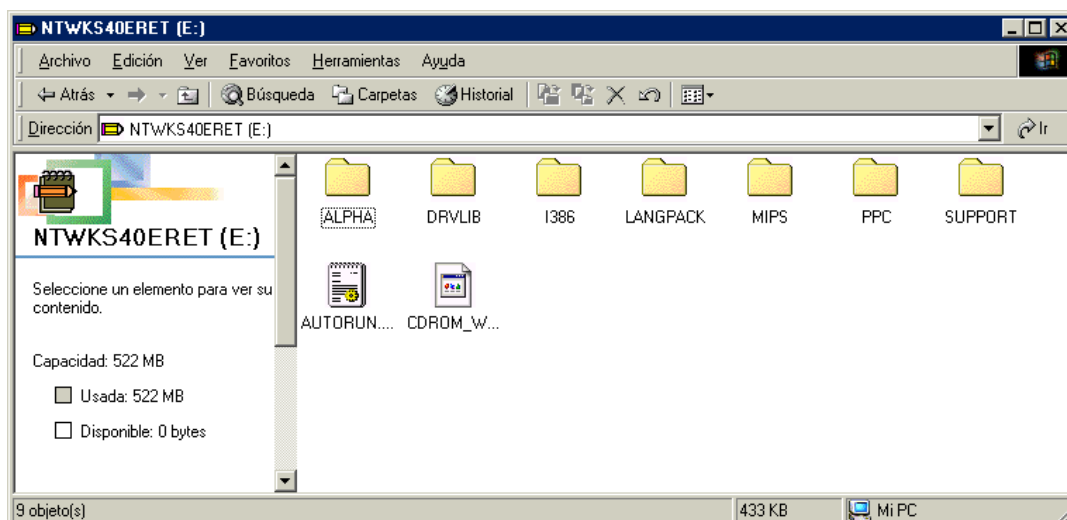 NTWKS40ERET (E:)
Archivo Edición Ver Favoritos Herramientas Ayuda
Atrás Búsqueda Carpetas Historial
Dirección NTWKS40ERET (E:) Ir
NTWKS40ERET (E:)
Seleccione un elemento para ver su
contenido.
Capacidad: 522 MB
Usada: 522 MB
Disponible: 0 bytes
ALPHA DRVLIB I386 LANGPACK MIPS PPC SUPPORT
AUTORUN.... CDROM_W...
9 objeto(s) 433 KB Mi PC